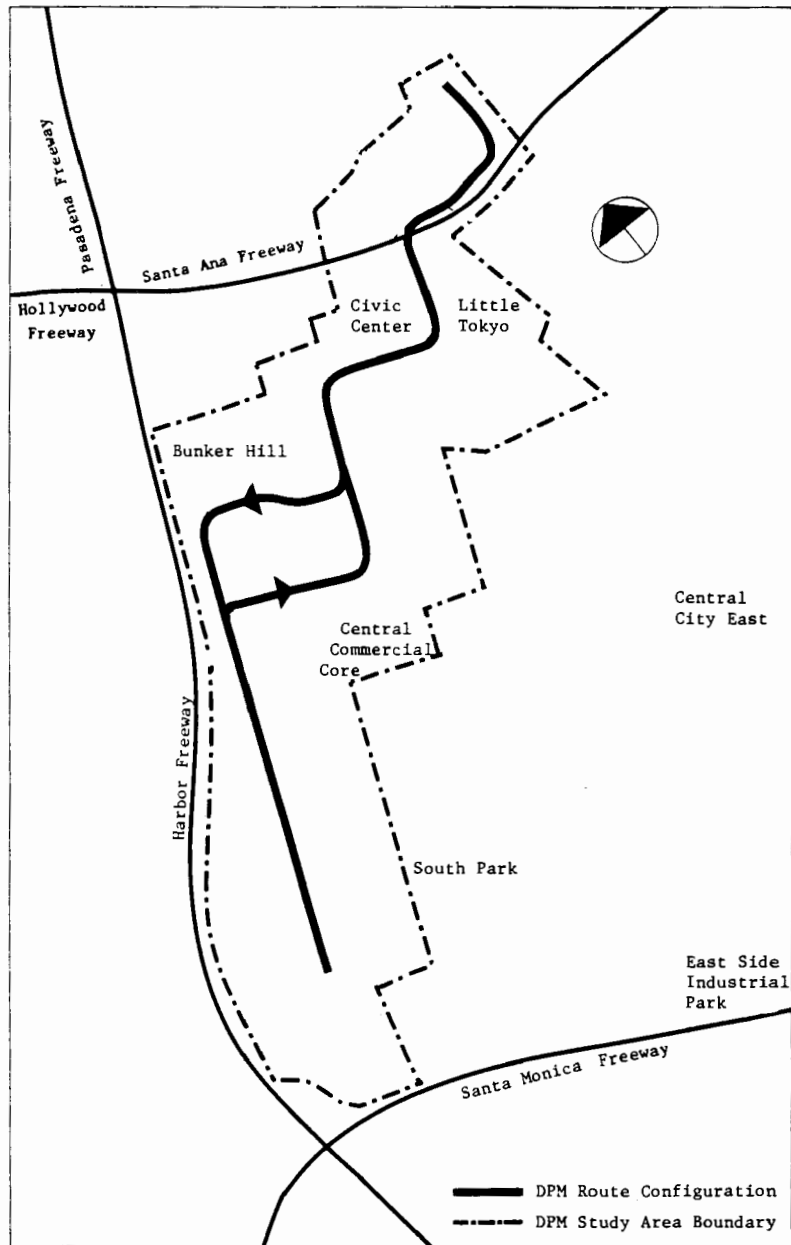 Pasadena Freeway
Santa Ana Freeway
Hollywood
Freeway
Civic
Center
Little
Tokyo
Bunker Hill
Central
City East
Central
Commercial
Core
Harbor Freeway
South Park
East Side
Industrial
Park
Santa Monica Freeway
DPM Route Configuration
DPM Study Area Boundary